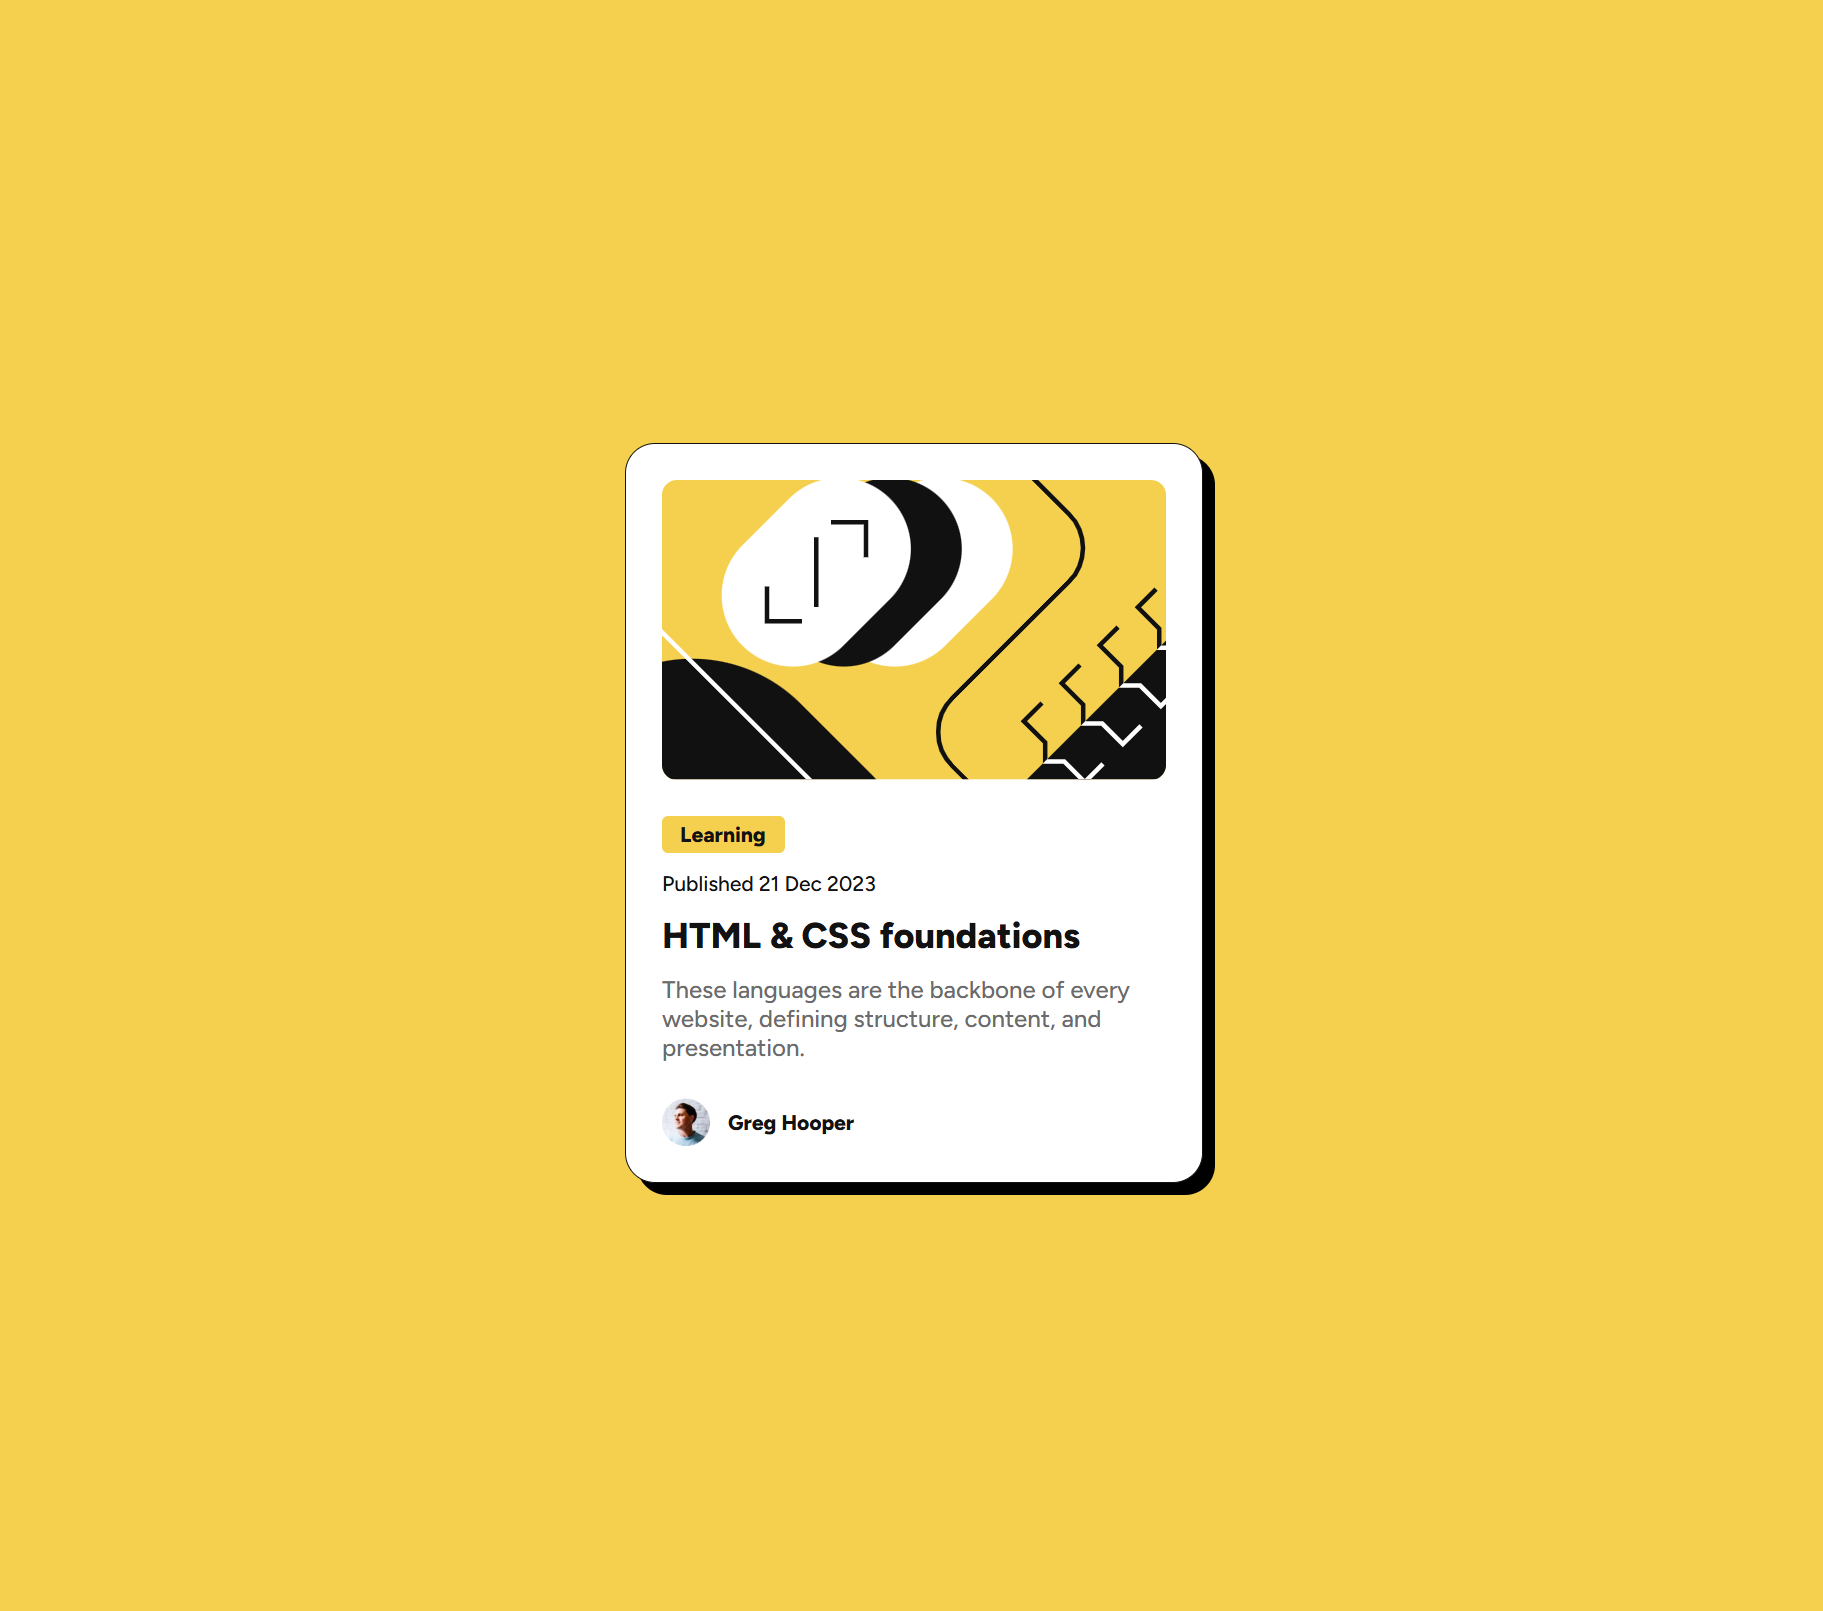 Learning
Published 21 Dec 2023
HTML & CSS foundations
These languages are the backbone of every
website, defining structure, content, and
presentation.
Greg Hooper